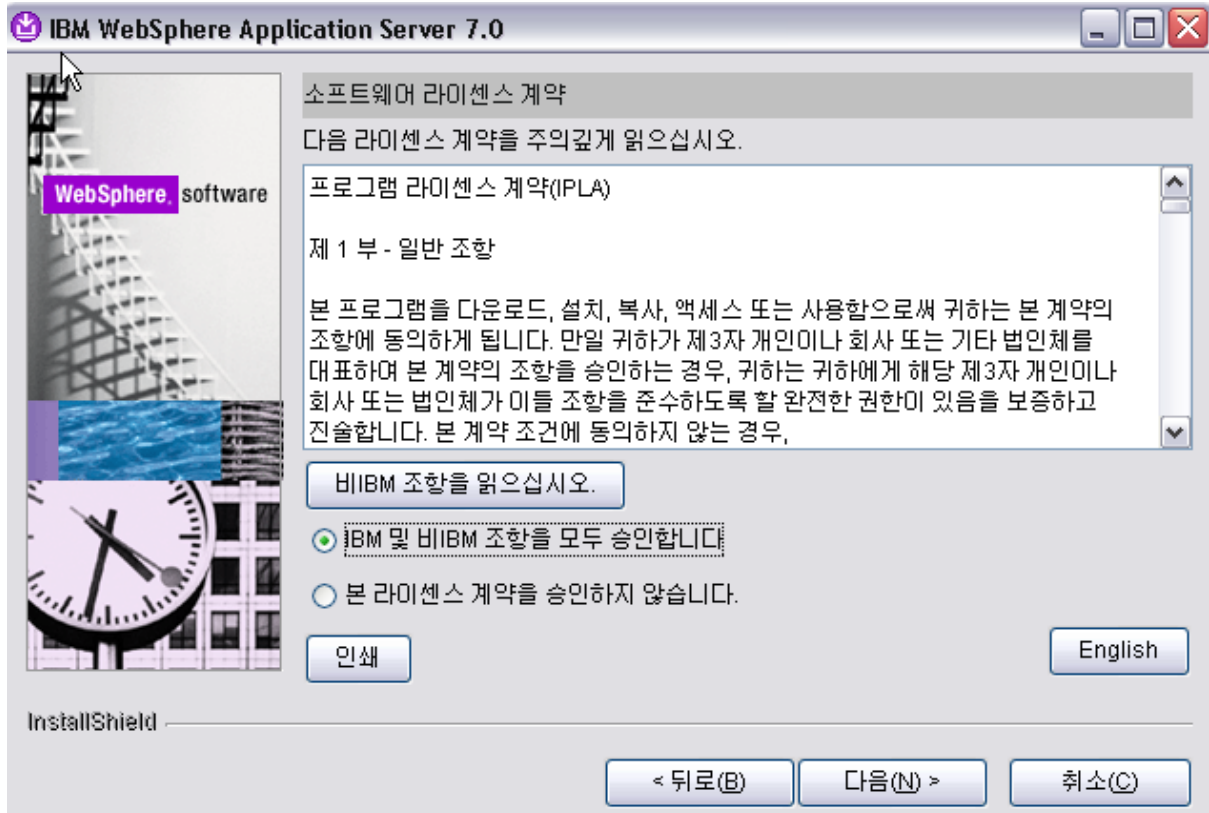 IBM WebSphere Application Server 7.0
WebSphere. software
소프트웨어 라이센스 계약
다음 라이센스 계약을 주의깊게 읽으십시오.
프로그램 라이센스 계약(IPLA)
제 1 부 - 일반 조항
본 프로그램을 다운로드, 설치, 복사, 액세스 또는 사용함으로써 귀하는 본 계약의
조항에 동의하게 됩니다. 만일 귀하가 제3자 개인이나 회사 또는 기타 법인체를
대표하여 본 계약의 조항을 승인하는 경우, 귀하는 귀하에게 해당 제3자 개인이나
회사 또는 법인체가 이들 조항을 준수하도록 할 완전한 권한이 있음을 보증하고
진술합니다. 본 계약 조건에 동의하지 않는 경우,
비IBM 조항을 읽으십시오.
IBM 및 비IBM 조항을 모두 승인합니다
본 라이센스 계약을 승인하지 않습니다.
인쇄
English
InstallShield
< 뒤로(B)
다음(N) >
취소(C)